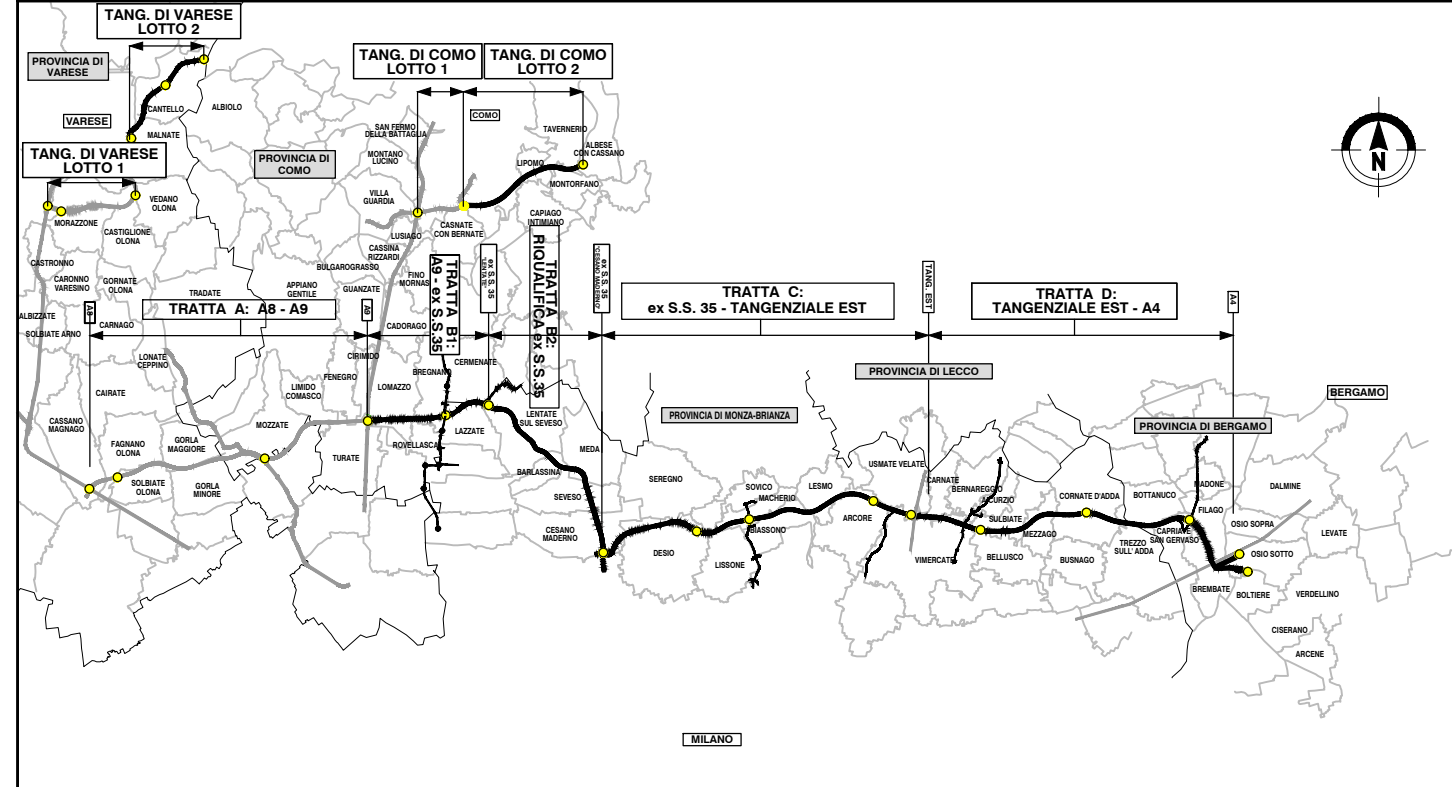 TANG. DI VARESE
LOTTO 2
PROVINCIA DI
VARESE
CANTELLO
ALBIOLO
VARESE
MALNATE
TANG. DI VARESE
LOTTO 1
PROVINCIA DI
COMO
TANG. DI COMO
LOTTO 1
TANG. DI COMO
LOTTO 2
COMO
SAN FERMO
DELLA BATTAGLIA
TAVERNERIO
ALBESE
CON CASSANO
MONTANO
LUCINO
LIPOMO
MONTORFANO
VILLA
GUARDIA
N
VEDANO
OLONA
MORAZZONE
CASTIGLIONE
OLONA
LUSIAGO
CASNATE
CON BERNATE
CAPIAGO
INTIMIANO
CASSINA
RIZZARDI
CASTRONNO
BULGAROGRASSO
FINO
MORNAS
CARONNO
VARESINO
GORNATE
OLONA
TRADATE
APPIANO
GENTILE
GUANZATE
ALBIZZATE
SOLBIATE ARNO
CARNAGO
A8
TRATTA A: A8 - A9
A9
CADORAGO
TRATTA B1:
A9 - ex S.S.35
ex S.S. 35
"LENTATE"
TRATTA B2:
RIQUALIFICA ex S.S.35
ex S.S. 35
"CESANO MADERNO"
TRATTA C:
ex S.S. 35 - TANGENZIALE EST
TANG. EST
TRATTA D:
TANGENZIALE EST - A4
A4
LONATE
CEPPINO
CIRIMIDO
FENEGRO
LOMAZZO
BREGNANO
CERMENATE
LIMIDO
COMASCO
CAIRATE
PROVINCIA DI LECCO
BERGAMO
CASSANO
MAGNAGO
MOZZATE
LAZZATE
LENTATE
SUL SEVESO
PROVINCIA DI MONZA-BRIANZA
PROVINCIA DI BERGAMO
FAGNANO
OLONA
GORLA
MAGGIORE
ROVELLASCA
TURATE
MEDA
SOLBIATE
OLONA
GORLA
MINORE
BARLASSINA
SEVESO
SEREGNO
SOVICO
MACHERIO
LESMO
USMATE VELATE
CARNATE
BERNAREGGIO
CORNATE D'ADDA
BOTTANUCO
MADONE
DALMINE
CESANO
MADERNO
BIASSONO
ARCORE
SULBIATE
MEZZAGO
FILAGO
OSIO SOPRA
LEVATE
DESIO
LISSONE
VIMERCATE
BELLUSCO
BUSNAGO
TREZZO
SULL' ADDA
CAPRIATE
SAN GERVASO
OSIO SOTTO
BREMBATE
BOLTIERE
VERDELLINO
CISERANO
ARCENE
MILANO